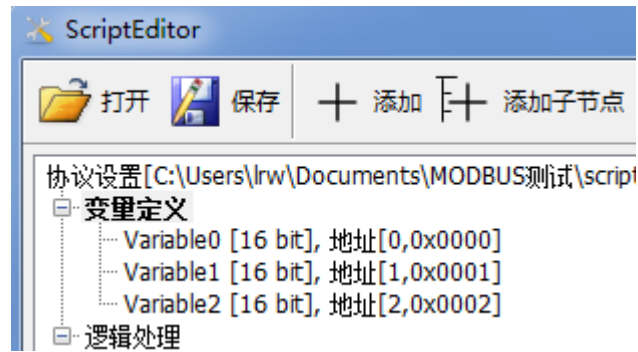 ScriptEditor
打开 保存 添加 添加子节点
协议设置[C:\Users\lrw\Documents\MODBUS测试\script
变量定义
Variable0 [16 bit], 地址[0,0x0000]
Variable1 [16 bit], 地址[1,0x0001]
Variable2 [16 bit], 地址[2,0x0002]
逻辑处理